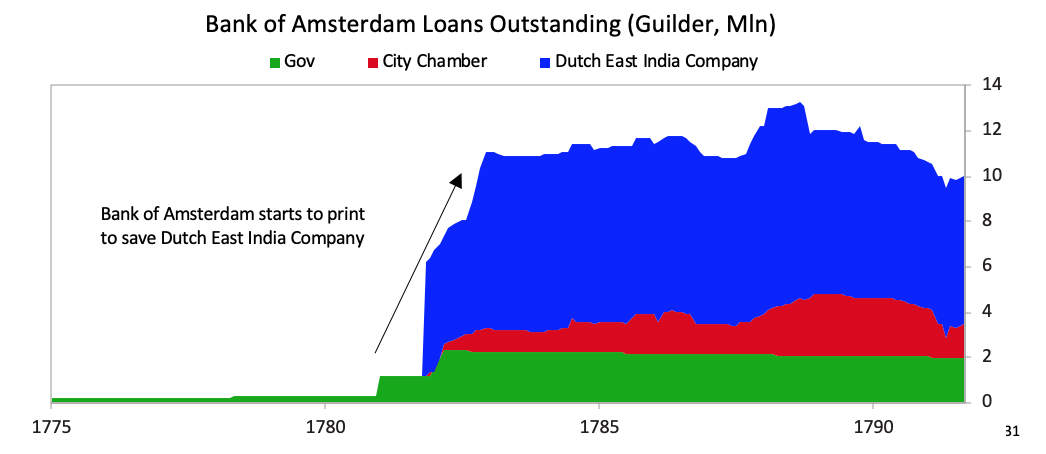 Bank of Amsterdam Loans Outstanding (Guilder, Mln)
Gov City Chamber Dutch East India Company
14
12
10
8
6
4
2
0
Bank of Amsterdam starts to print
to save Dutch East India Company
1775 1780 1785 1790
31